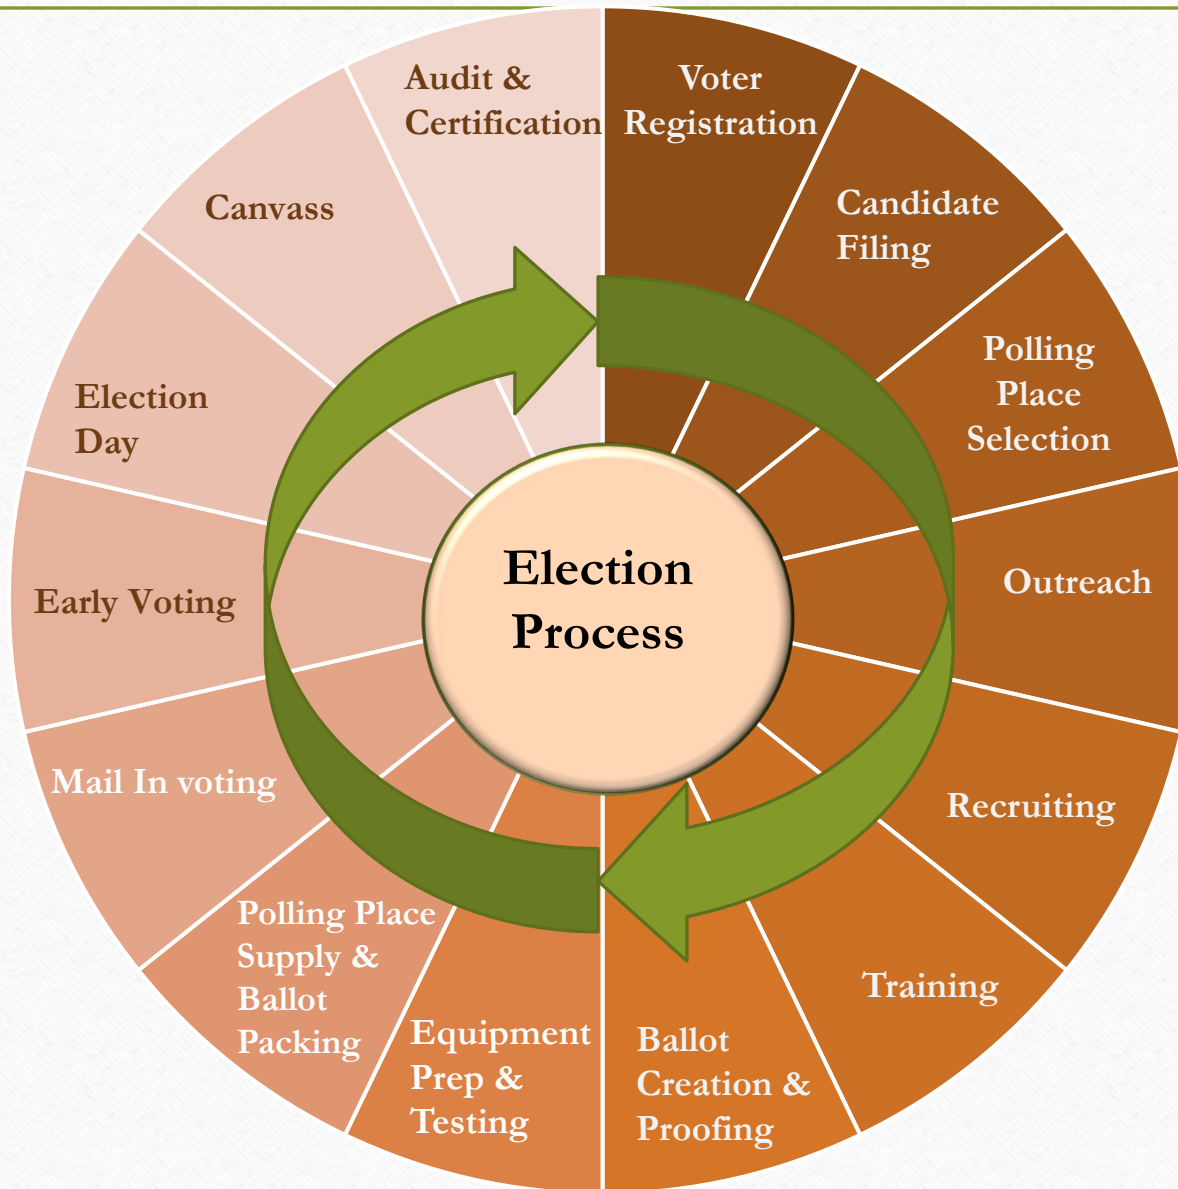 Audit &
Certification
Voter
Registration
Candidate
Filing
Polling
Place
Selection
Outreach
Recruiting
Training
Ballot
Creation &
Proofing
Equipment
Prep &
Testing
Polling Place
Supply &
Ballot
Packing
Mail In voting
Early Voting
Election
Day
Canvass
Election
Process